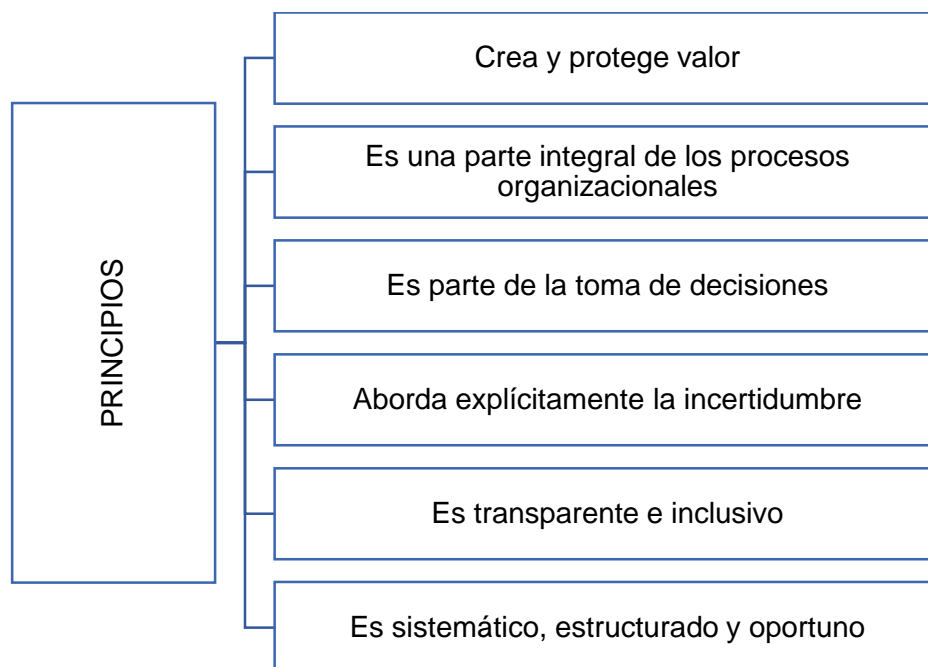 PRINCIPIOS
Crea y protege valor
Es una parte integral de los procesos
organizacionales
Es parte de la toma de decisiones
Aborda explícitamente la incertidumbre
Es transparente e inclusivo
Es sistemático, estructurado y oportuno